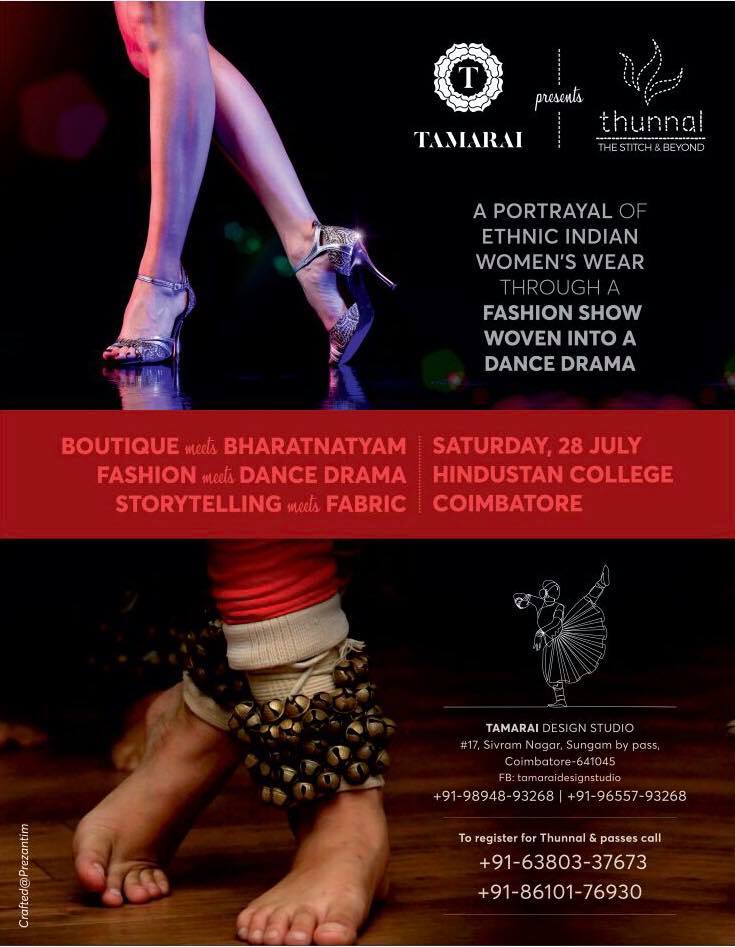 T
TAMARAI
presents
thunnal
THE STITCH & BEYOND
A PORTRAYAL OF
ETHNIC INDIAN
WOMEN'S WEAR
THROUGH A
FASHION SHOW
WOVEN INTO A
DANCE DRAMA
BOUTIQUE meets BHARATNATYAM
FASHION meets DANCE DRAMA
STORYTELLING meets FABRIC
SATURDAY, 28 JULY
HINDUSTAN COLLEGE
COIMBATORE
TAMARAI DESIGN STUDIO
#17, Sivram Nagar, Sungam by pass,
Coimbatore-641045
FB: tamaraidesignstudio
+91-98948-93268 | +91-96557-93268
To register for Thunnal & passes call
+91-63803-37673
+91-86101-76930
Crafted@Prezantim